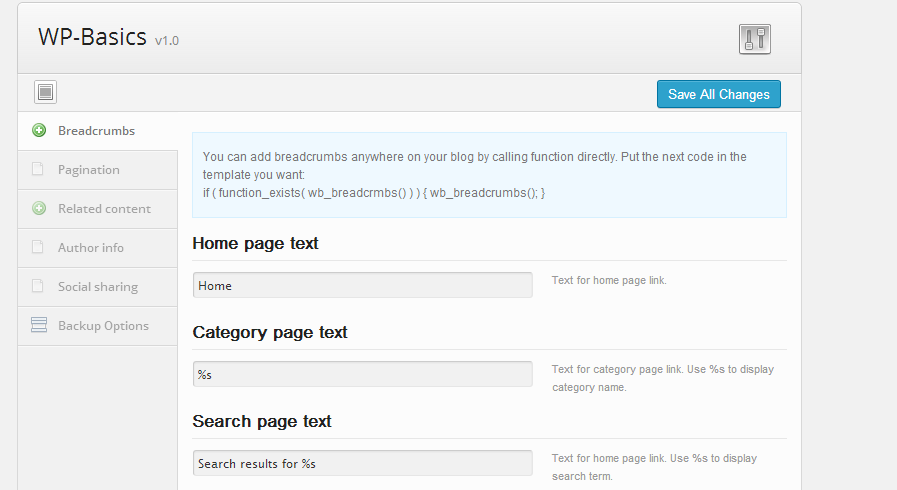 WP-Basics v1.0
Save All Changes
Breadcrumbs
Pagination
Related content
Author info
Social sharing
Backup Options
You can add breadcrumbs anywhere on your blog by calling function directly. Put the next code in the
template you want:
if ( function_exists( wb_breadcrmbs() ) ) { wb_breadcrumbs(); }
Home page text
Home
Text for home page link.
Category page text
%s
Text for category page link. Use %s to display
category name.
Search page text
Search results for %s
Text for home page link. Use %s to display
search term.